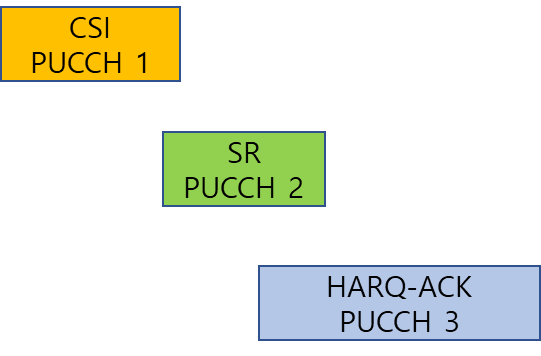 CSI
PUCCH 1
SR
PUCCH 2
HARQ-ACK
PUCCH 3